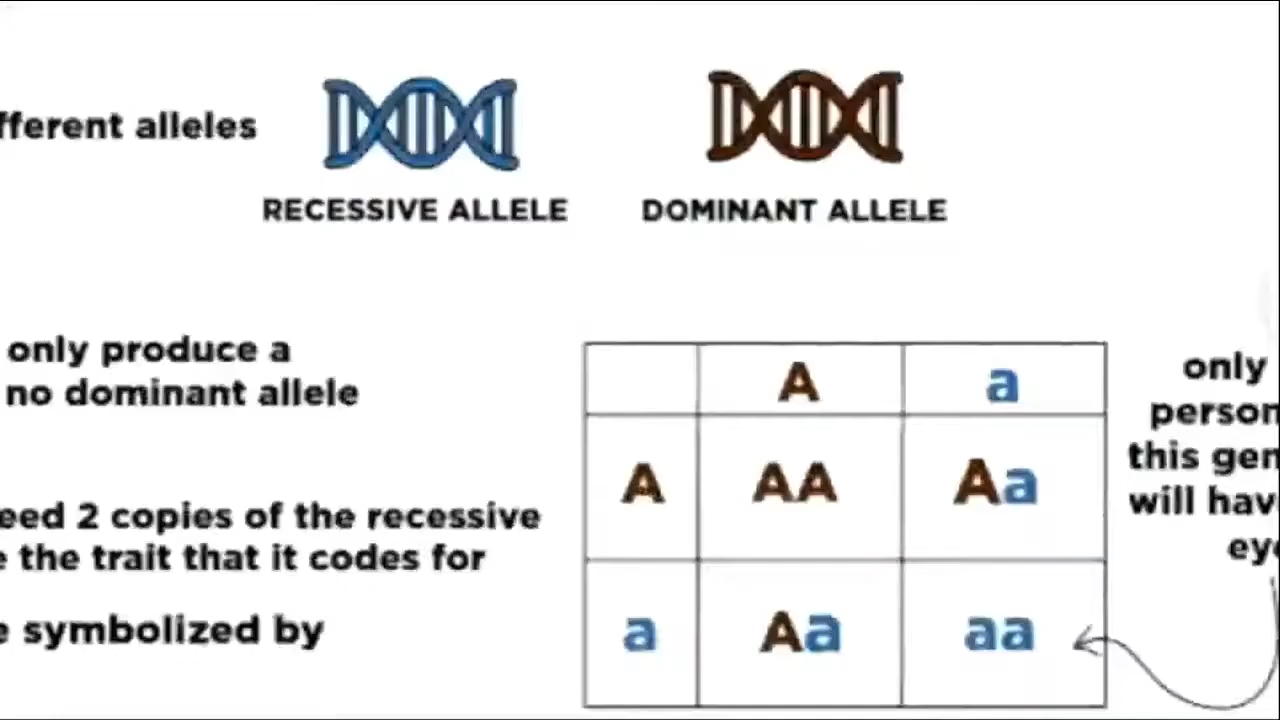 fferent alleles
RECESSIVE ALLELE
DOMINANT ALLELE
only produce a
no dominant allele
eed 2 copies of the recessive
e the trait that it codes for
e symbolized by
A a
A AA Aa
a Aa aa
only
person
this gen
will hav
eye